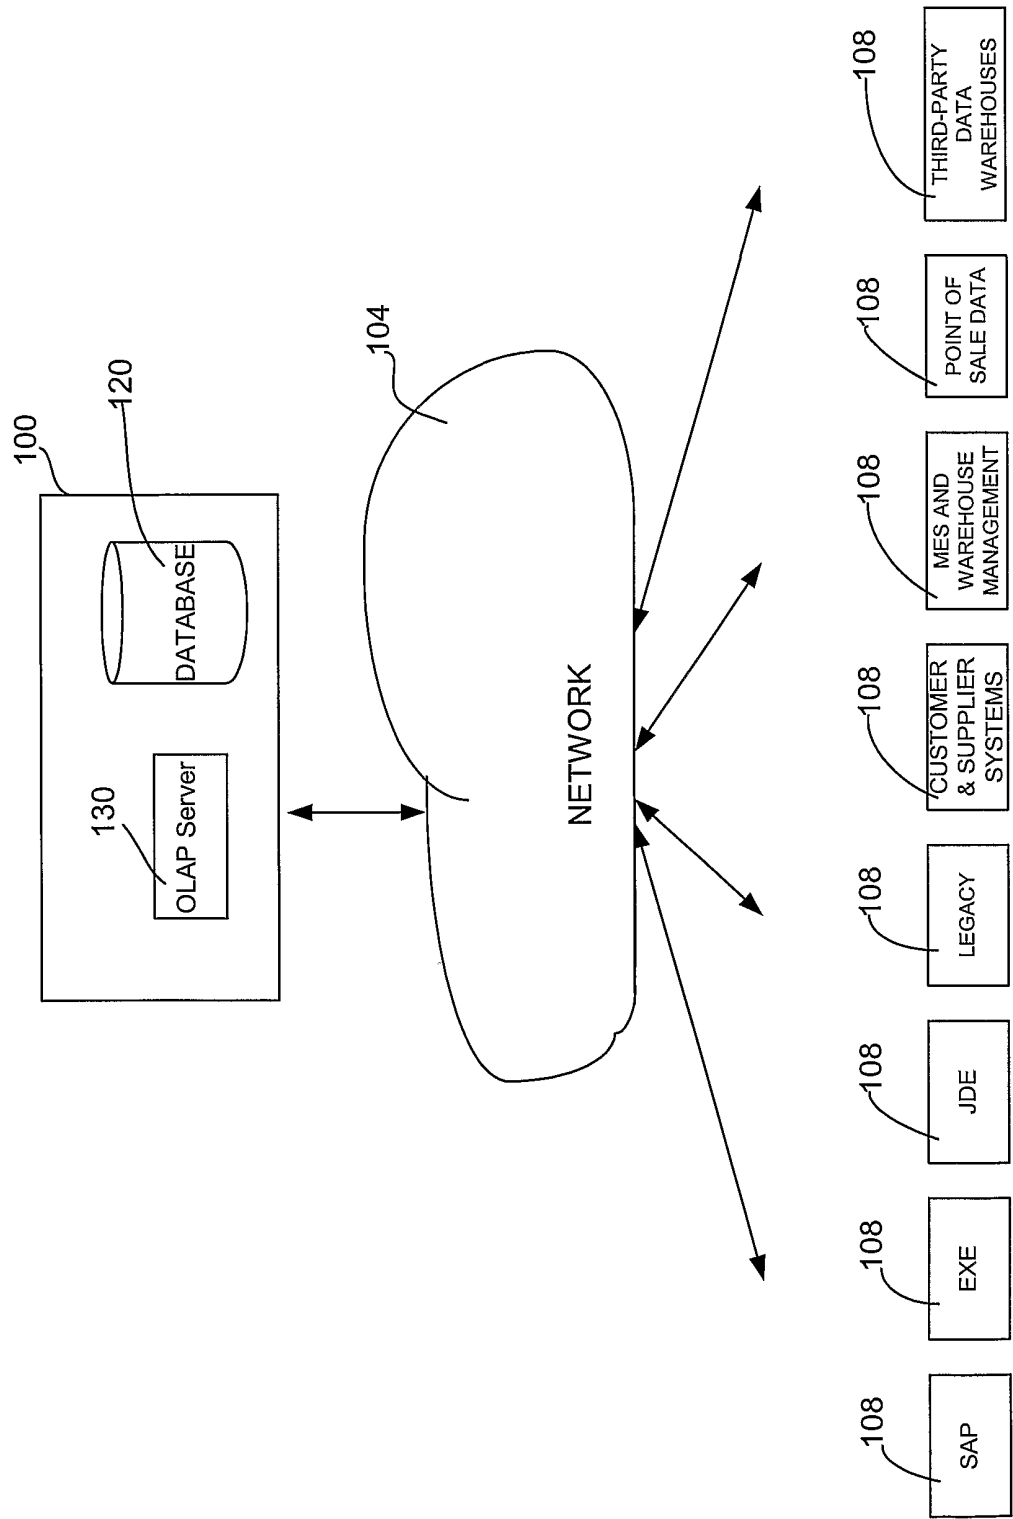 100
120
130
DATABASE
OLAP Server
104
NETWORK
108
108
108
108
108
108
108
108
SAP
EXE
JDE
LEGACY
CUSTOMER
& SUPPLIER
SYSTEMS
MES AND
WAREHOUSE
MANAGEMENT
POINT OF
SALE DATA
THIRD-PARTY
DATA
WAREHOUSES